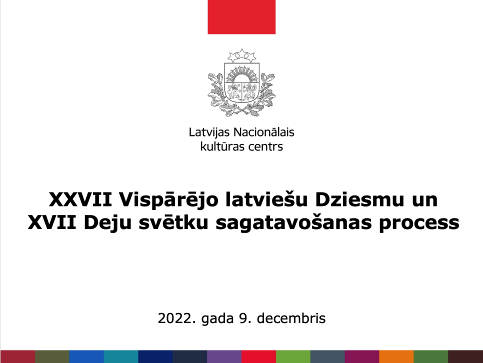 Latvijas Nacionālais
kultūras centrs
XXVII Vispārējo latviešu Dziesmu un
XVII Deju svētku sagatavošanas process
2022. gada 9. decembris